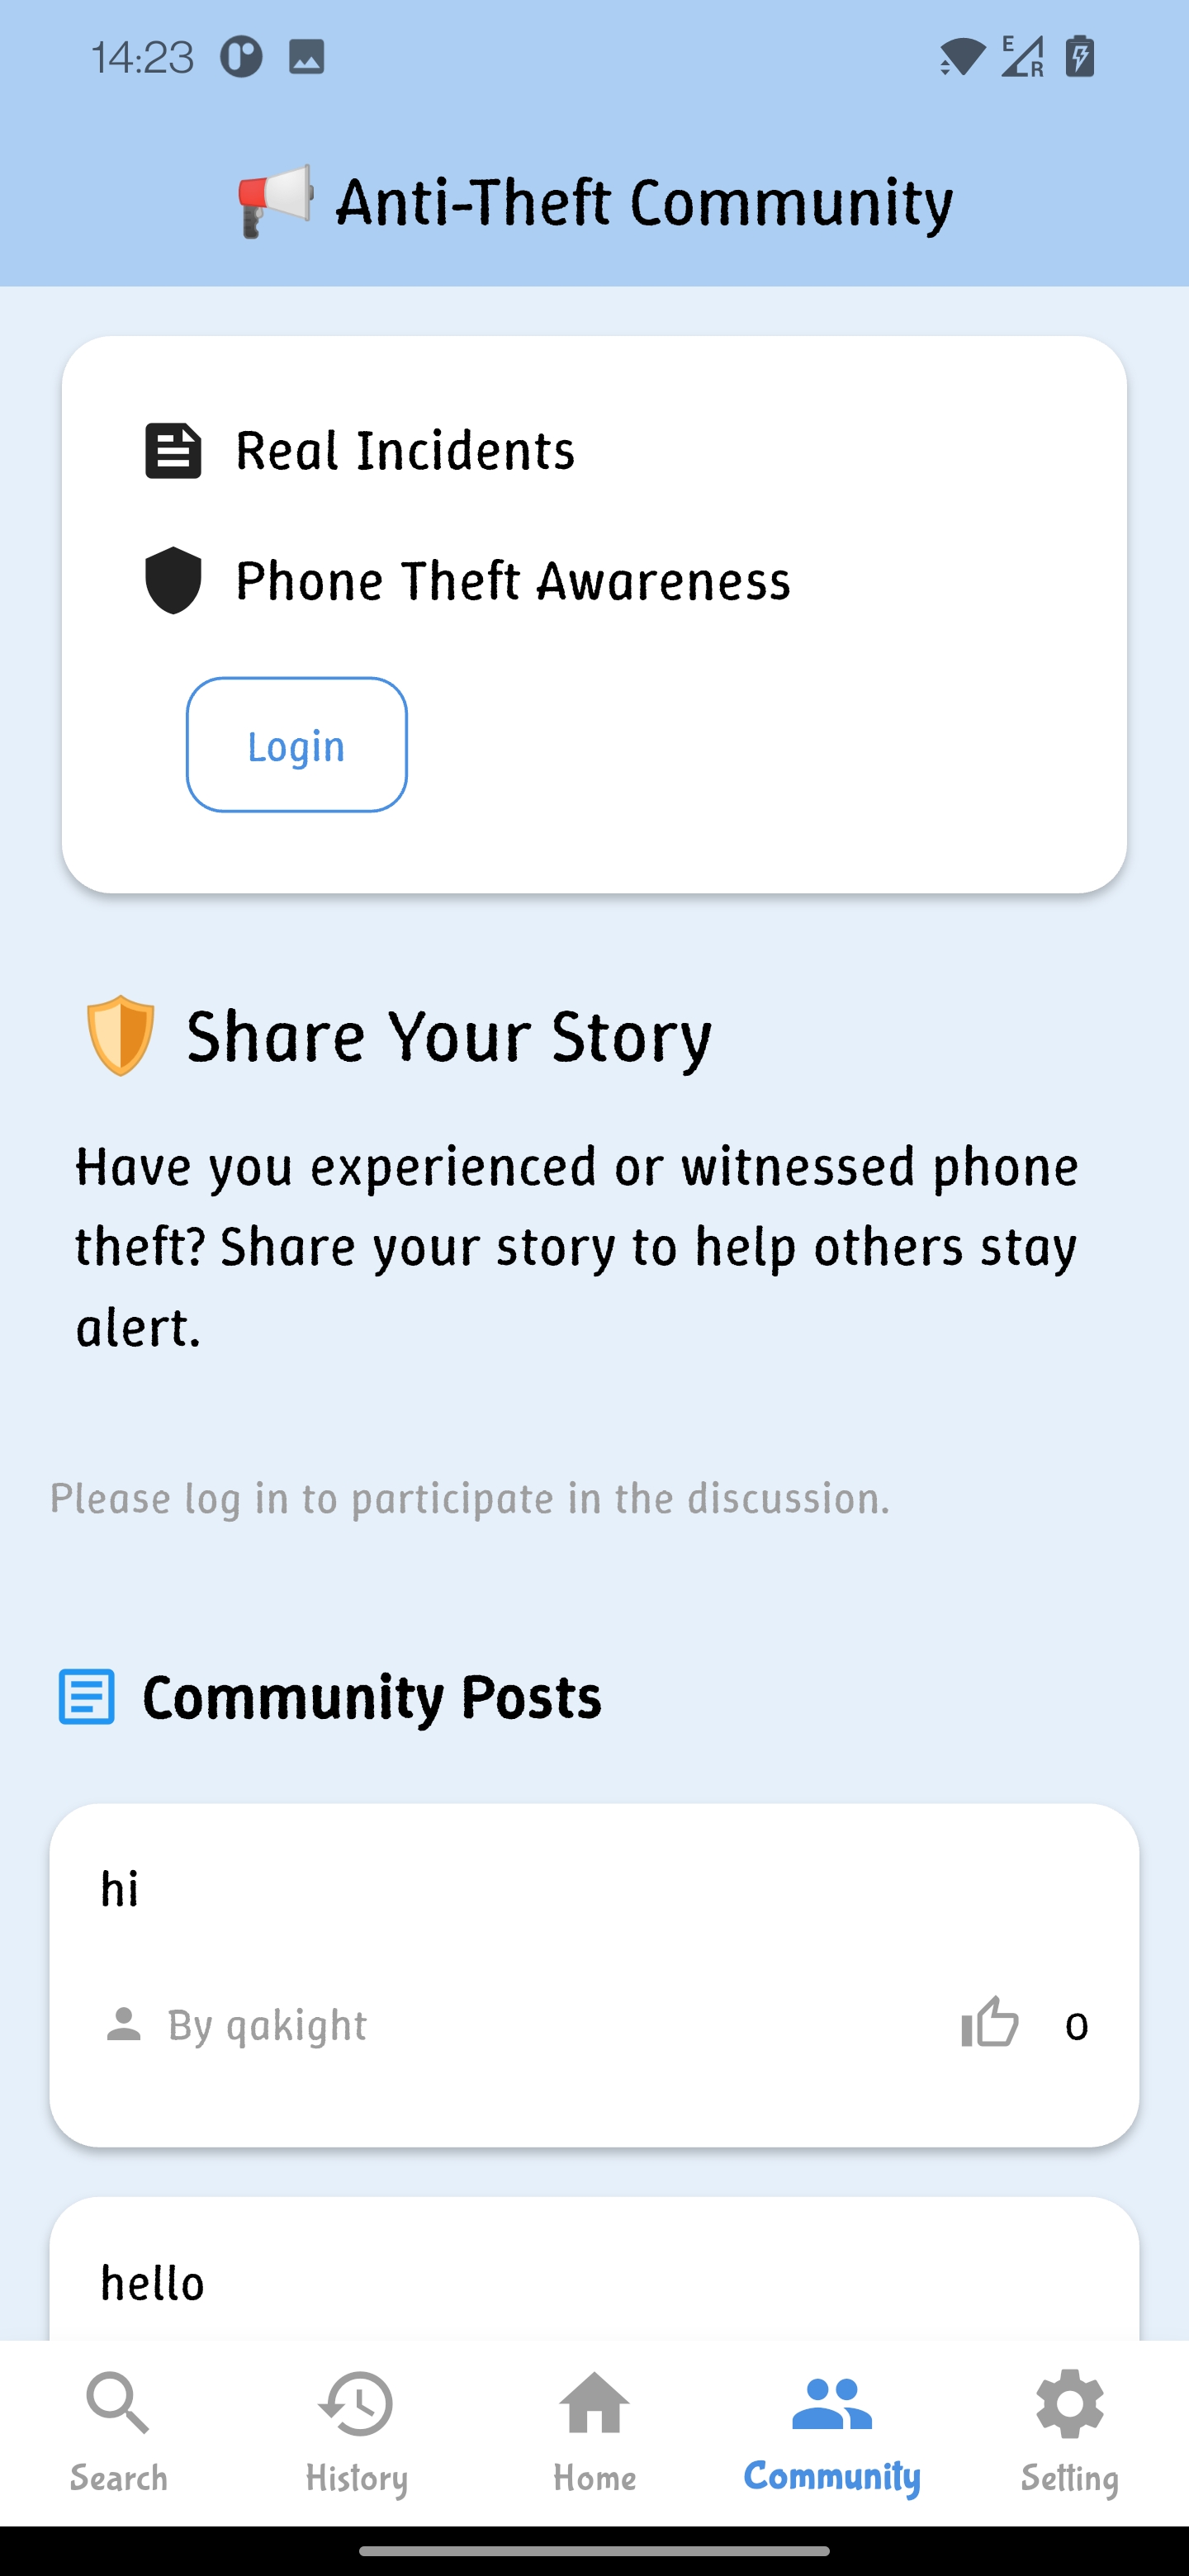 14:23
E
R
Anti-Theft Community
Real Incidents
Phone Theft Awareness
Login
Share Your Story
Have you experienced or witnessed phone
theft? Share your story to help others stay
alert.
Please log in to participate in the discussion.
Community Posts
hi
By qakight
0
hello
Search
History
Home
Community
Setting